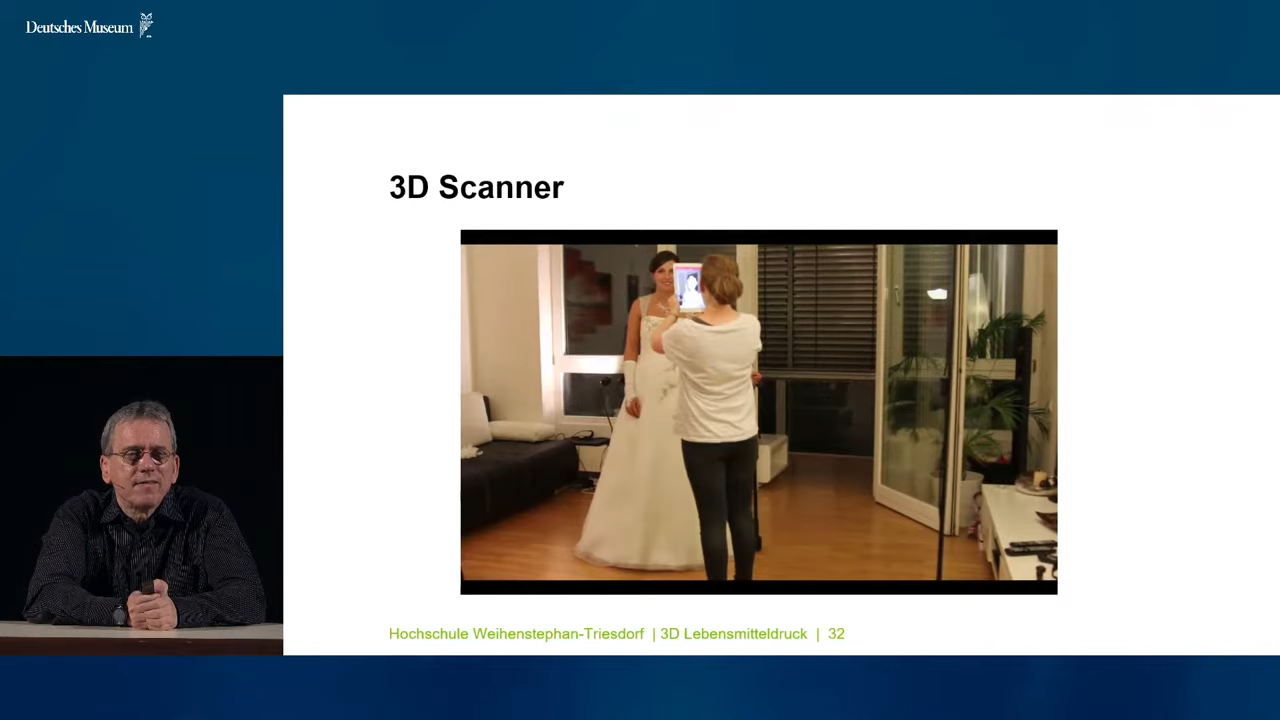 Deutsches Museum
3D Scanner
Hochschule Weihenstephan-Triesdorf | 3D Lebensmitteldruck | 32